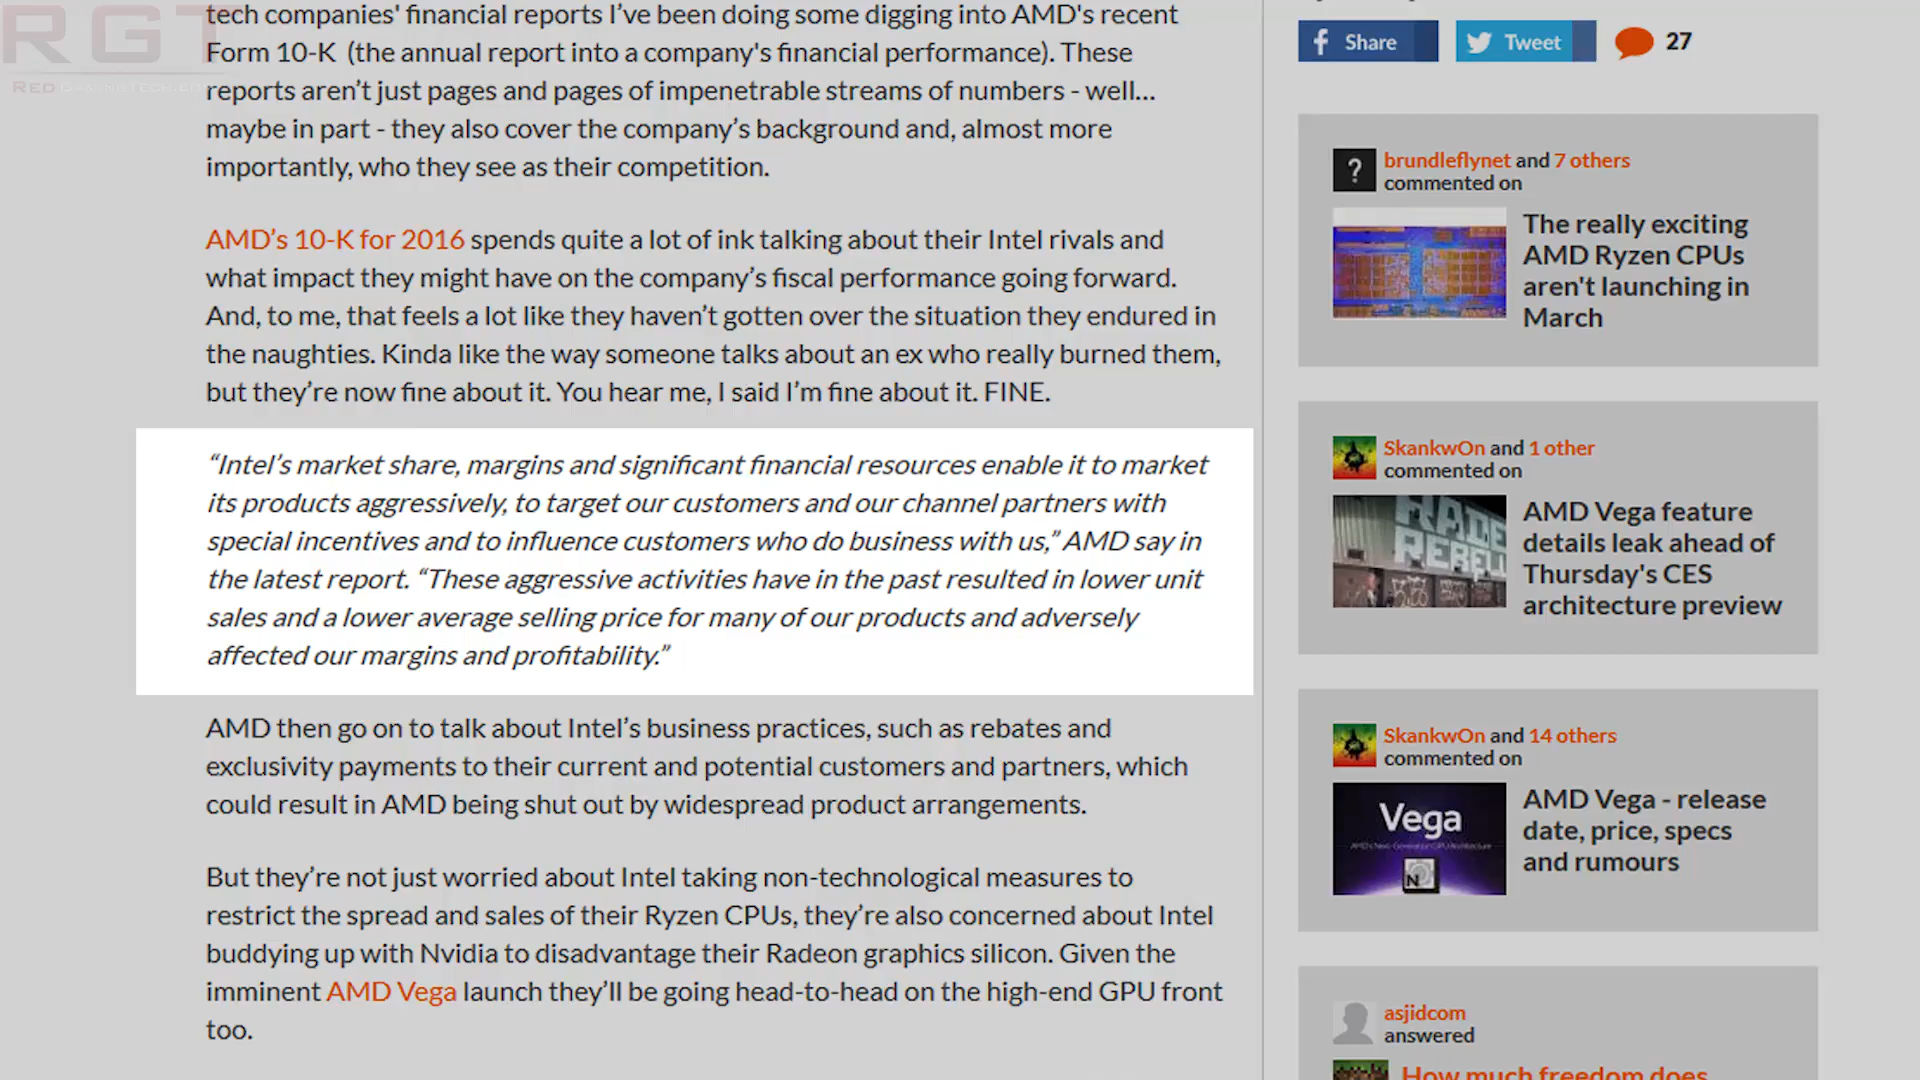 RGT
RED GAMINGTECH.COM
tech companies' financial reports I’ve been doing some digging into AMD's recent
Form 10-K (the annual report into a company's financial performance). These
reports aren’t just pages and pages of impenetrable streams of numbers - well...
maybe in part - they also cover the company’s background and, almost more
importantly, who they see as their competition.
AMD’s 10-K for 2016 spends quite a lot of ink talking about their Intel rivals and
what impact they might have on the company’s fiscal performance going forward.
And, to me, that feels a lot like they haven’t gotten over the situation they endured in
the naughties. Kinda like the way someone talks about an ex who really burned them,
but they’re now fine about it. You hear me, I said I’m fine about it. FINE.
“Intel’s market share, margins and significant financial resources enable it to market
its products aggressively, to target our customers and our channel partners with
special incentives and to influence customers who do business with us,” AMD say in
the latest report. “These aggressive activities have in the past resulted in lower unit
sales and a lower average selling price for many of our products and adversely
affected our margins and profitability.”
AMD then go on to talk about Intel’s business practices, such as rebates and
exclusivity payments to their current and potential customers and partners, which
could result in AMD being shut out by widespread product arrangements.
But they’re not just worried about Intel taking non-technological measures to
restrict the spread and sales of their Ryzen CPUs, they’re also concerned about Intel
buddying up with Nvidia to disadvantage their Radeon graphics silicon. Given the
imminent AMD Vega launch they’ll be going head-to-head on the high-end GPU front
too.
Share
Tweet
27
?
brundleflynet and 7 others
commented on
The really exciting
AMD Ryzen CPUs
aren't launching in
March
SkankwOn and 1 other
commented on
AMD Vega feature
details leak ahead of
Thursday's CES
architecture preview
SkankwOn and 14 others
commented on
Vega
AMD Vega - release
date, price, specs
and rumours
asjidcom
answered
How much freedom does